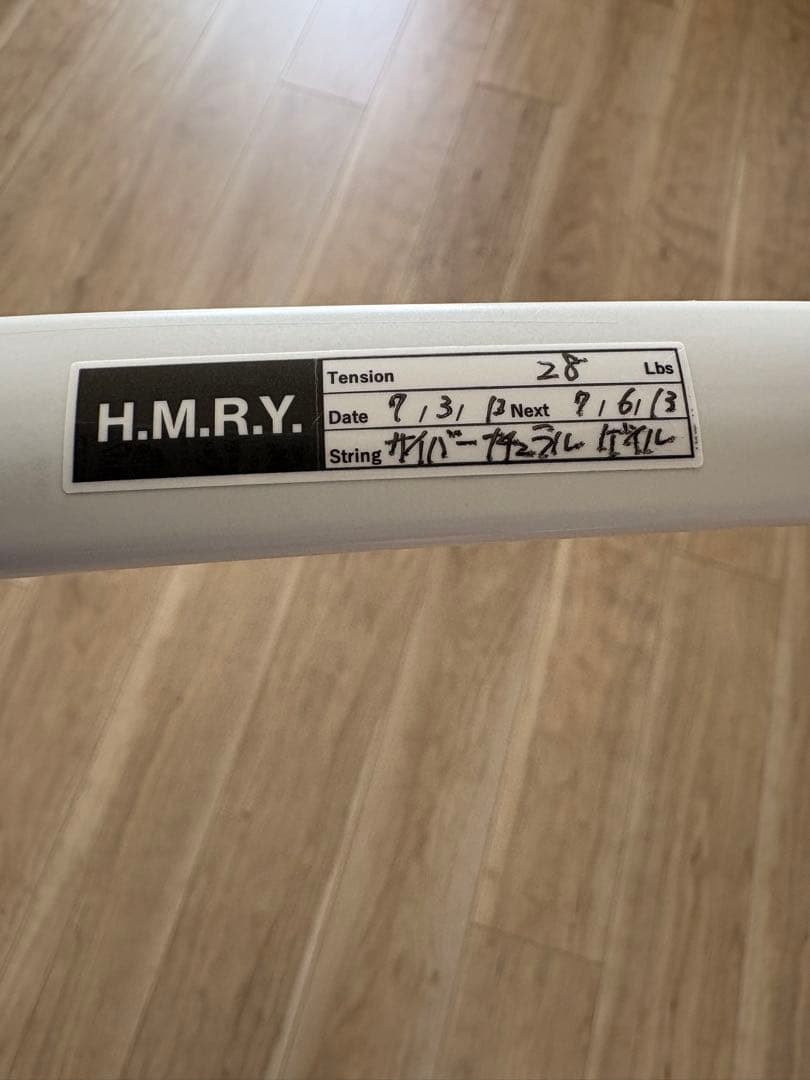 H.M.R.Y.
Tension 28 Lbs
Date 7, 3, 13 Next 7, 6, 13
String サイバーナチュラル ゲイル